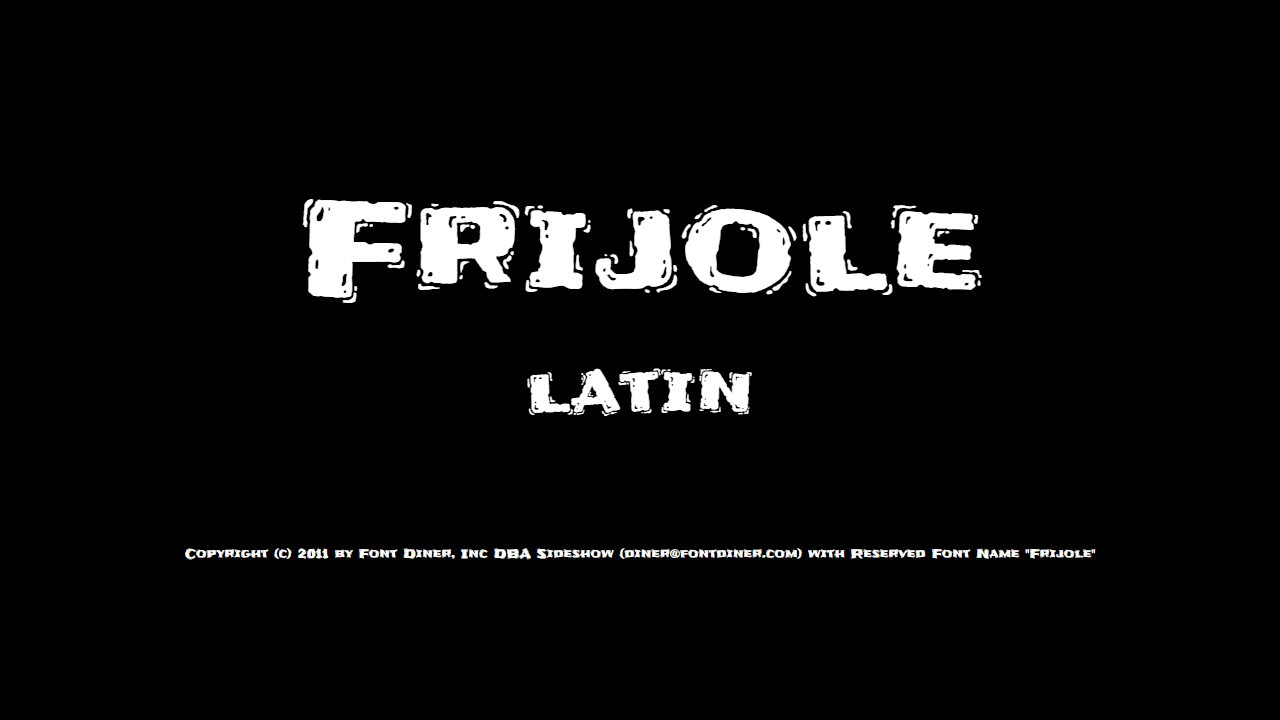 Frijole
LATIN
Copyright (c) 2011 by Font Diner, Inc DBA Sideshow (diner@fontdiner.com) with Reserved Font Name "Frijole"